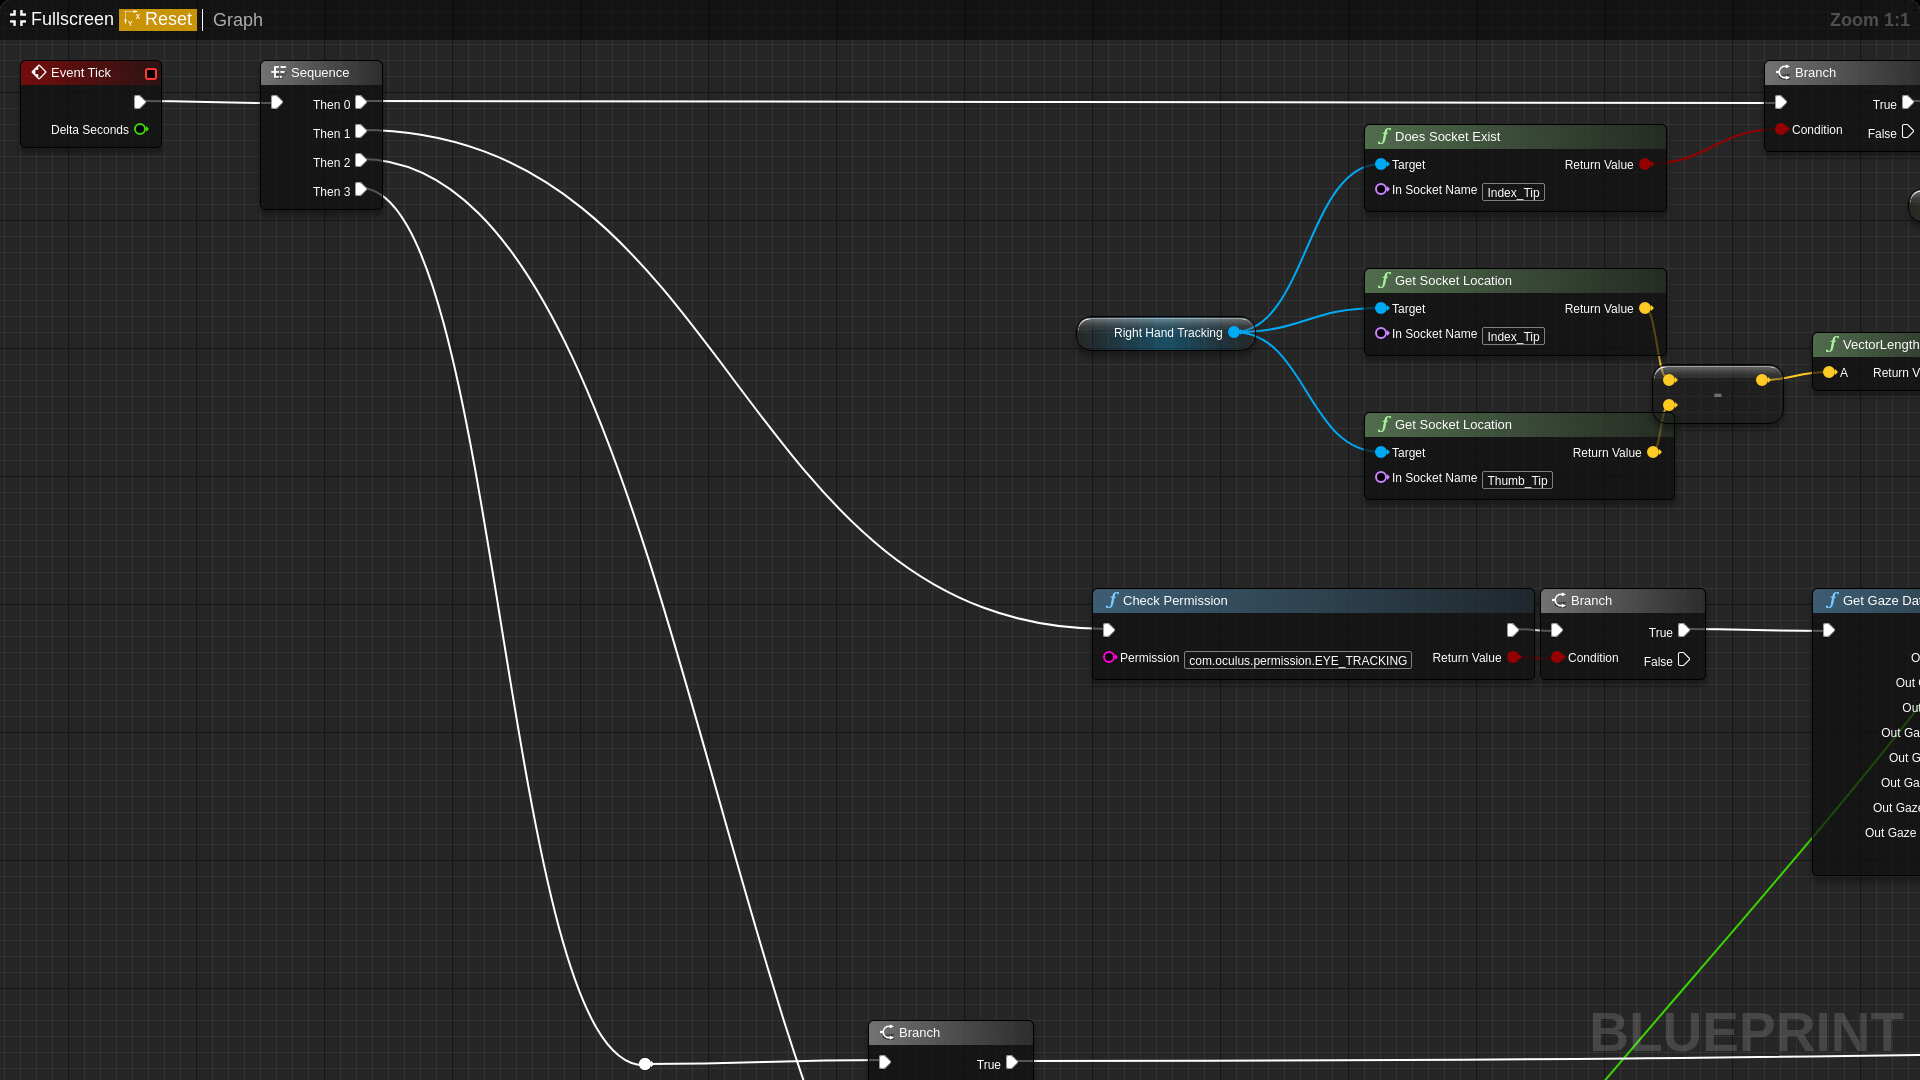 Fullscreen Reset Graph Zoom 1:1
Event Tick
Delta Seconds
Sequence
Then 0
Then 1
Then 2
Then 3
Branch
True
Condition
False
Does Socket Exist
Target Return Value
In Socket Name Index_Tip
Get Socket Location
Target Return Value
In Socket Name Index_Tip
Right Hand Tracking
-
VectorLength
A Return V
Get Socket Location
Target Return Value
In Socket Name Thumb_Tip
Check Permission
Permission com.oculus.permission.EYE_TRACKING Return Value
Branch
True
Condition
False
Get Gaze Dat
O
Out
Out
Out Ga
Out G
Out Ga
Out Gaze
Out Gaze
Branch
True
BLUEPRINT